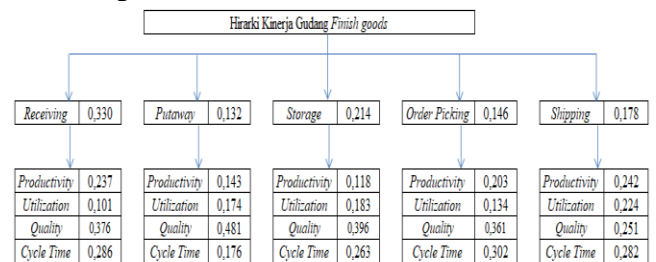 Hirarki Kinerja Gudang Finish goods
Receiving 0,330 Putaway 0,132 Storage 0,214 Order Picking 0,146 Shipping 0,178
Productivity 0,237 Productivity 0,143 Productivity 0,118 Productivity 0,203 Productivity 0,242
Utilization 0,101 Utilization 0,174 Utilization 0,183 Utilization 0,134 Utilization 0,224
Quality 0,376 Quality 0,481 Quality 0,396 Quality 0,361 Quality 0,251
Cycle Time 0,286 Cycle Time 0,176 Cycle Time 0,263 Cycle Time 0,302 Cycle Time 0,282